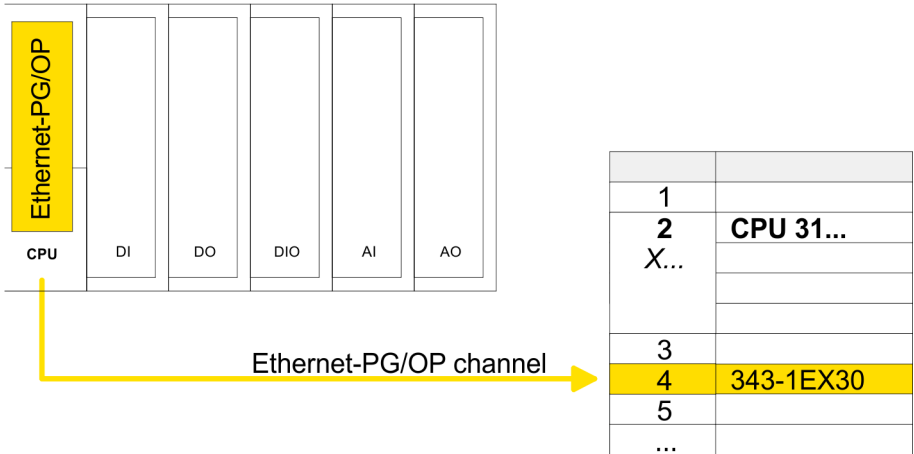 Ethernet-PG/OP
CPU
DI
DO
DIO
AI
AO
Ethernet-PG/OP channel
1
2 CPU 31...
X...
3
4 343-1EX30
5
...